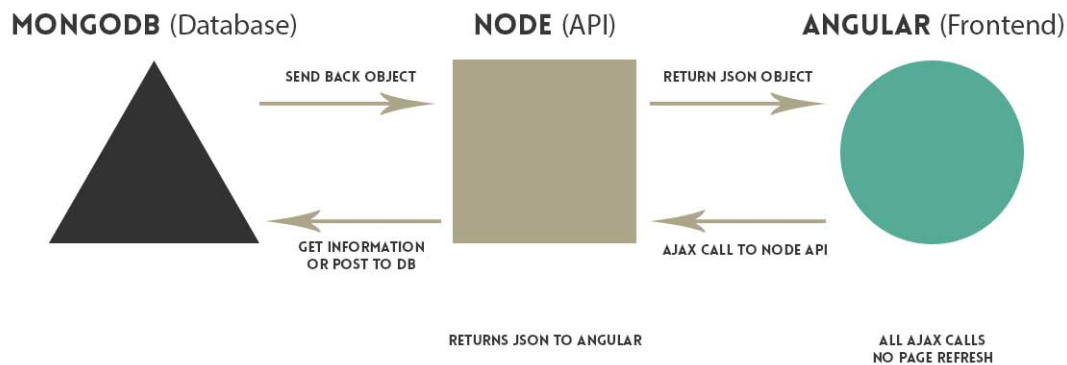 MONGODB (Database)
NODE (API)
ANGULAR (Frontend)
SEND BACK OBJECT
RETURN JSON OBJECT
GET INFORMATION
OR POST TO DB
AJAX CALL TO NODE API
RETURNS JSON TO ANGULAR
ALL AJAX CALLS
NO PAGE REFRESH